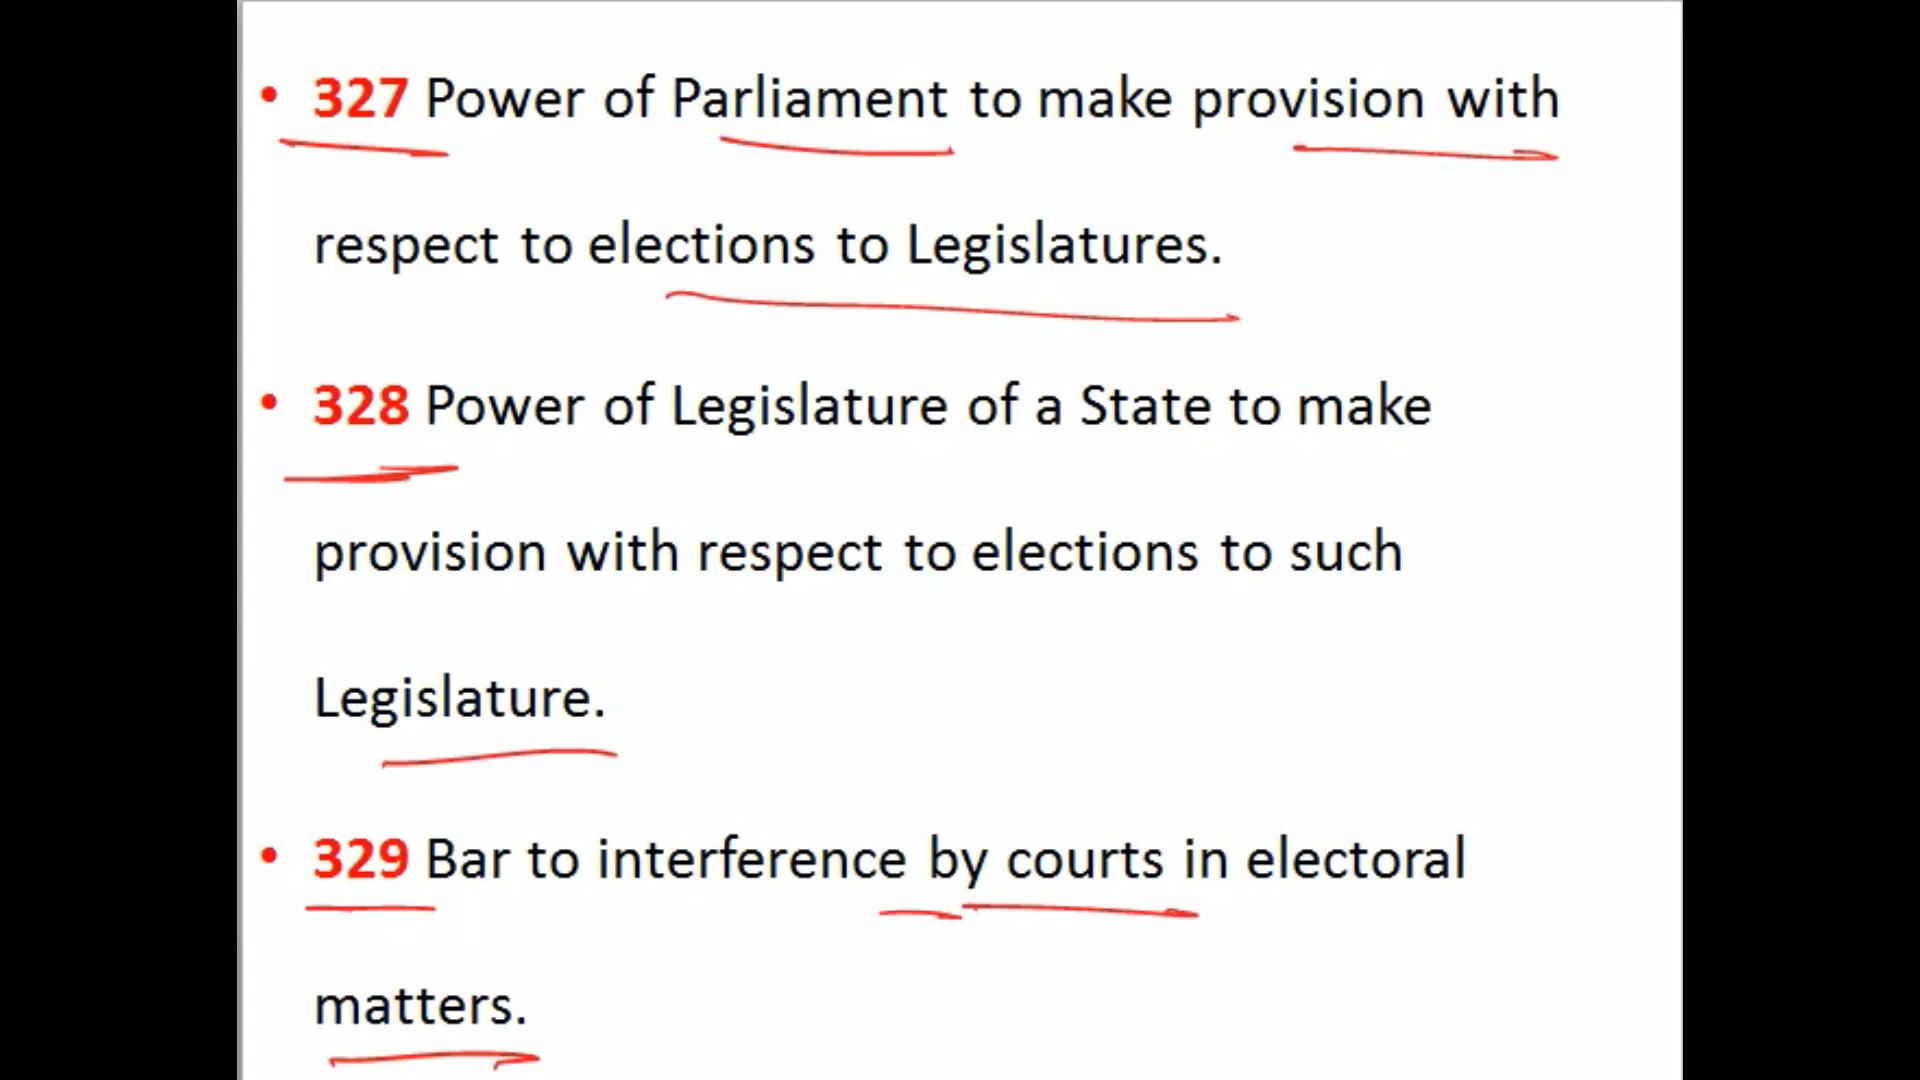 • 327 Power of Parliament to make provision with
respect to elections to Legislatures.
• 328 Power of Legislature of a State to make
provision with respect to elections to such
Legislature.
• 329 Bar to interference by courts in electoral
matters.